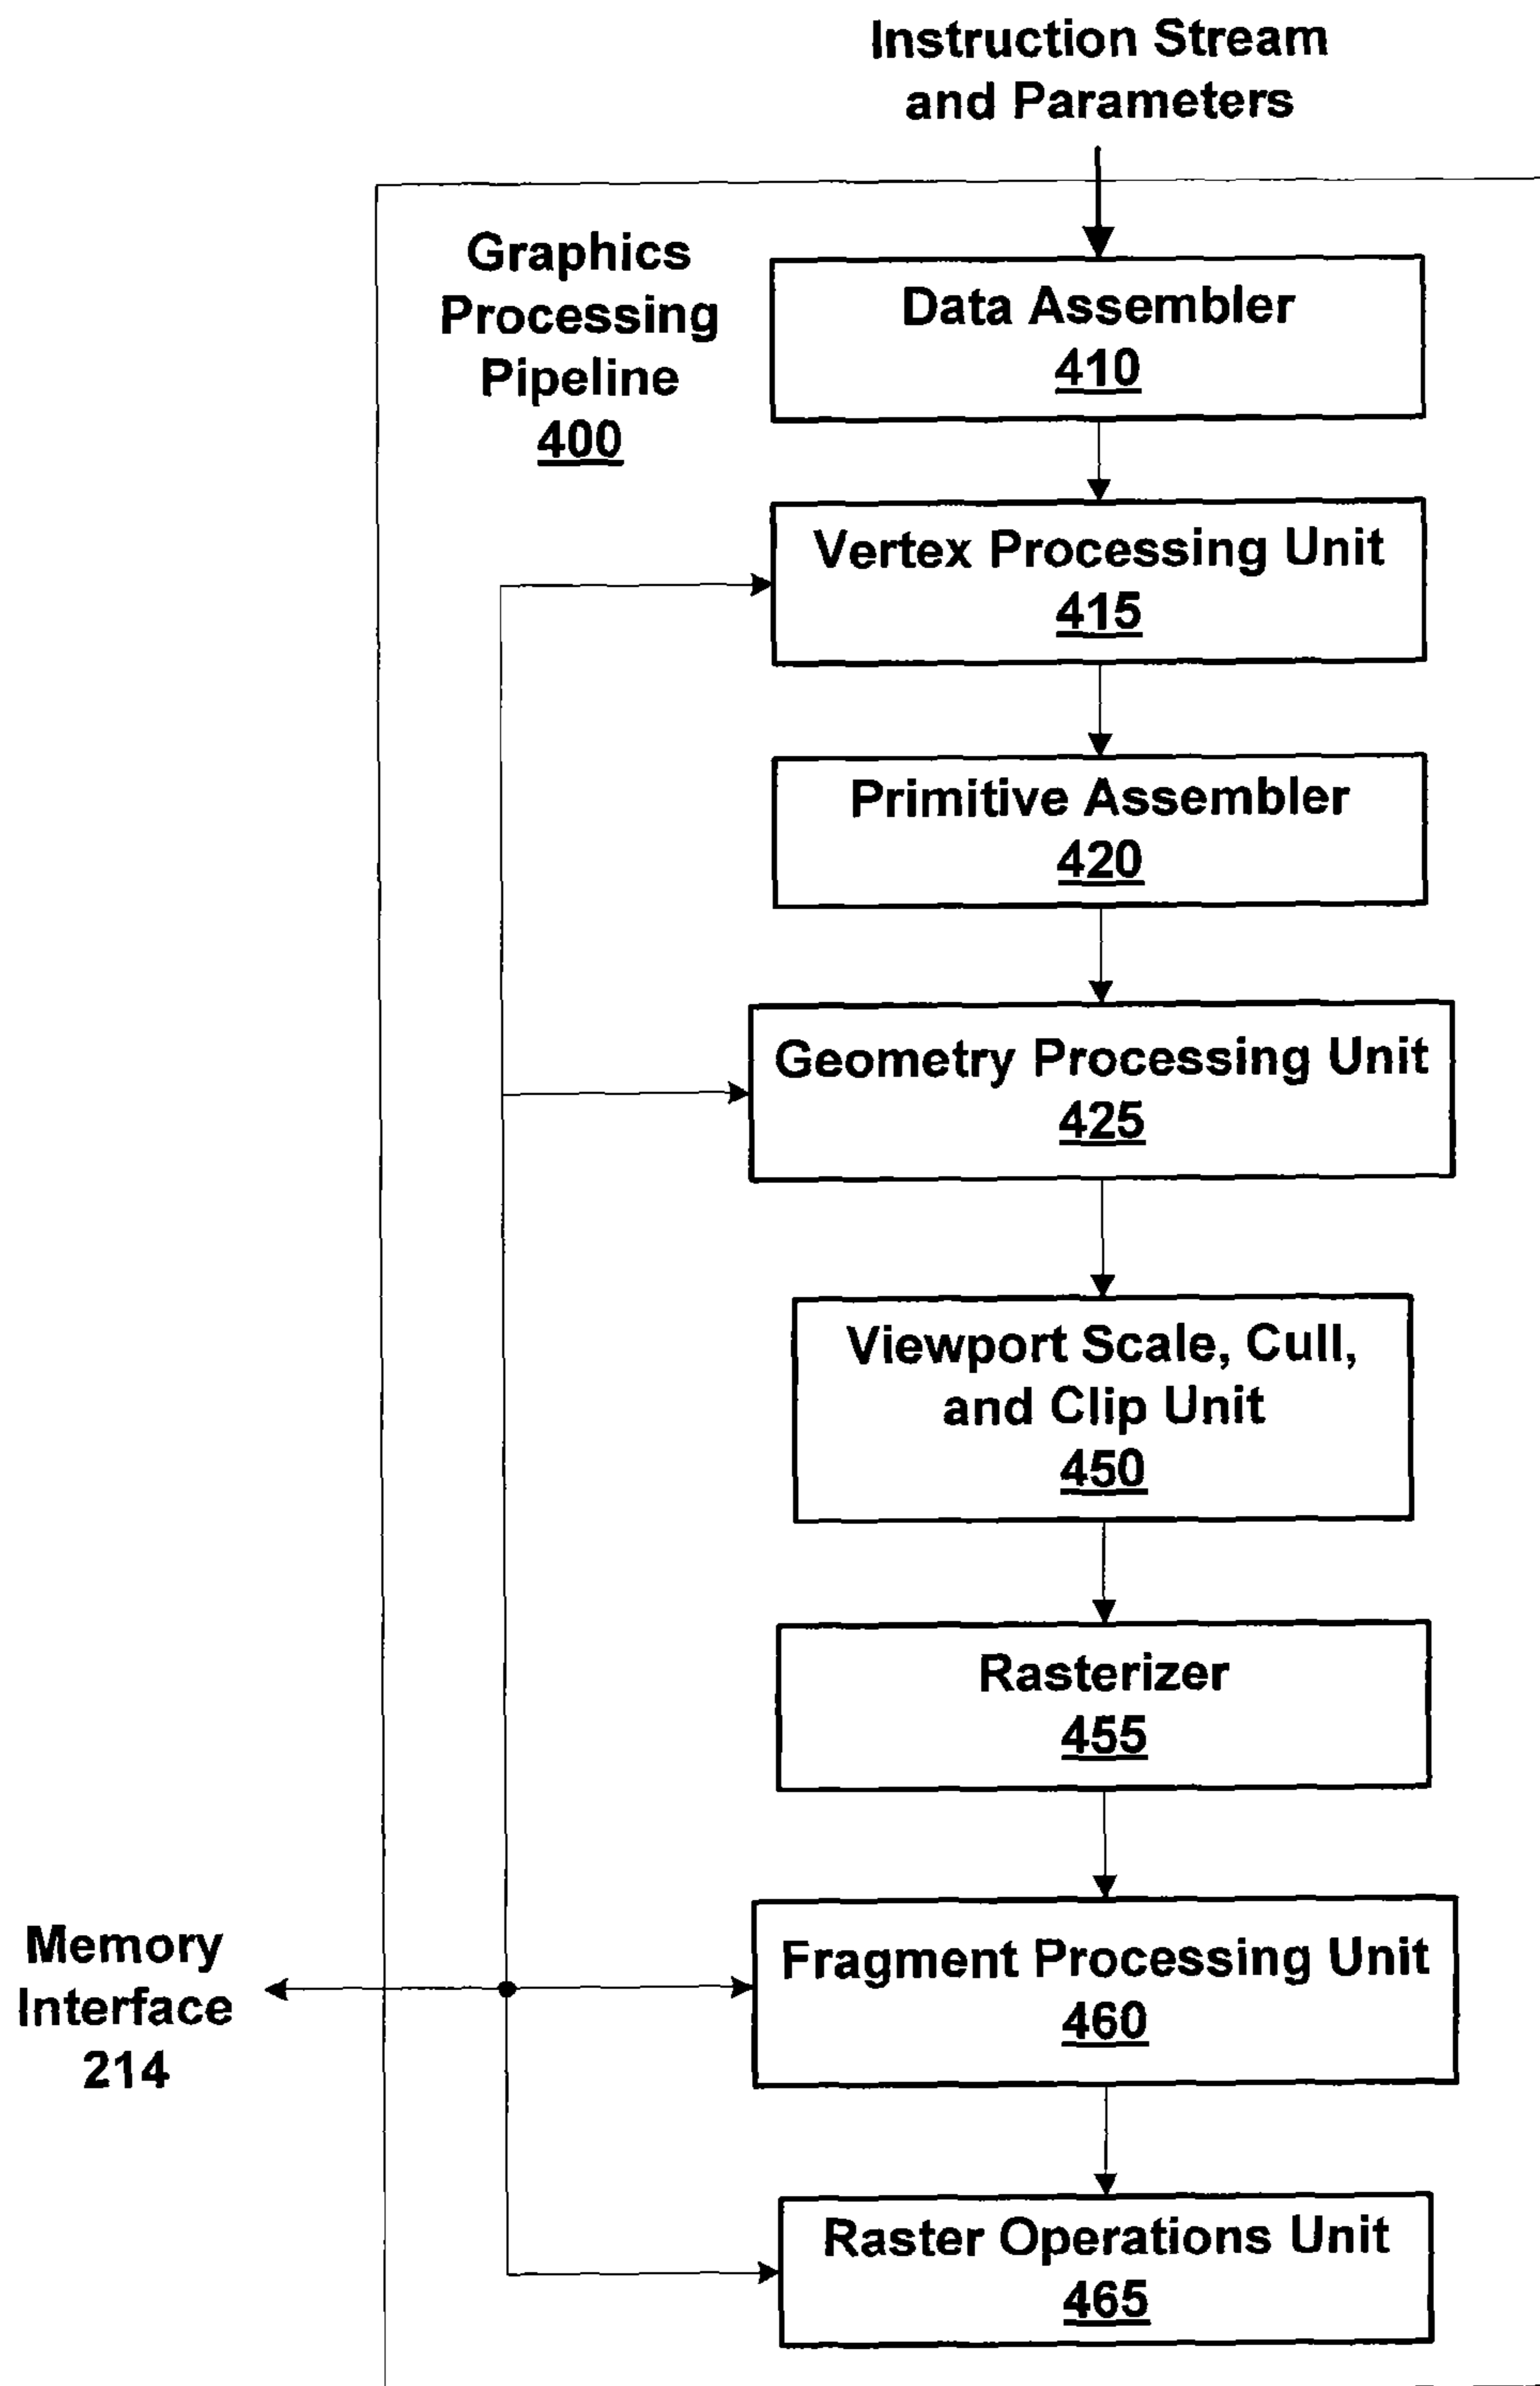 Instruction Stream
and Parameters
Graphics
Processing
Pipeline
400
Data Assembler
410
Vertex Processing Unit
415
Primitive Assembler
420
Geometry Processing Unit
425
Viewport Scale, Cull,
and Clip Unit
450
Rasterizer
455
Memory
Interface
214
Fragment Processing Unit
460
Raster Operations Unit
465